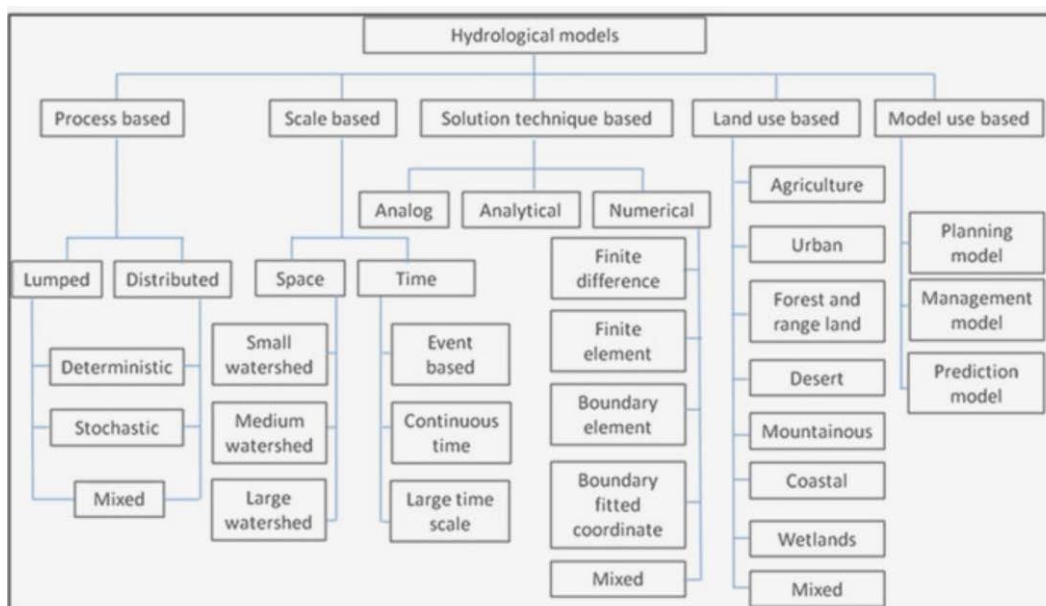 Hydrological models
Process based
Scale based
Solution technique based
Land use based
Model use based
Analog
Analytical
Numerical
Lumped
Distributed
Space
Time
Deterministic
Stochastic
Mixed
Small
watershed
Medium
watershed
Large
watershed
Event
based
Continuous
time
Large time
scale
Finite
difference
Finite
element
Boundary
element
Boundary
fitted
coordinate
Mixed
Agriculture
Urban
Forest and
range land
Desert
Mountainous
Coastal
Wetlands
Mixed
Planning
model
Management
model
Prediction
model